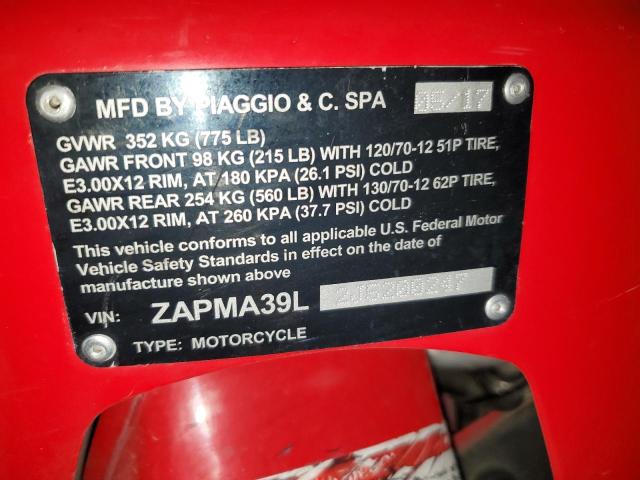 MFD BY PIAGGIO & C. SPA 05/17
GVWR 352 KG (775 LB)
GAWR FRONT 98 KG (215 LB) WITH 120/70-12 51P TIRE,
E3.00X12 RIM, AT 180 KPA (26.1 PSI) COLD
GAWR REAR 254 KG (560 LB) WITH 130/70-12 62P TIRE,
E3.00X12 RIM, AT 260 KPA (37.7 PSI) COLD
This vehicle conforms to all applicable U.S. Federal Motor
Vehicle Safety Standards in effect on the date of
manufacture shown above
VIN: ZAPMA39L 2J5200247
TYPE: MOTORCYCLE